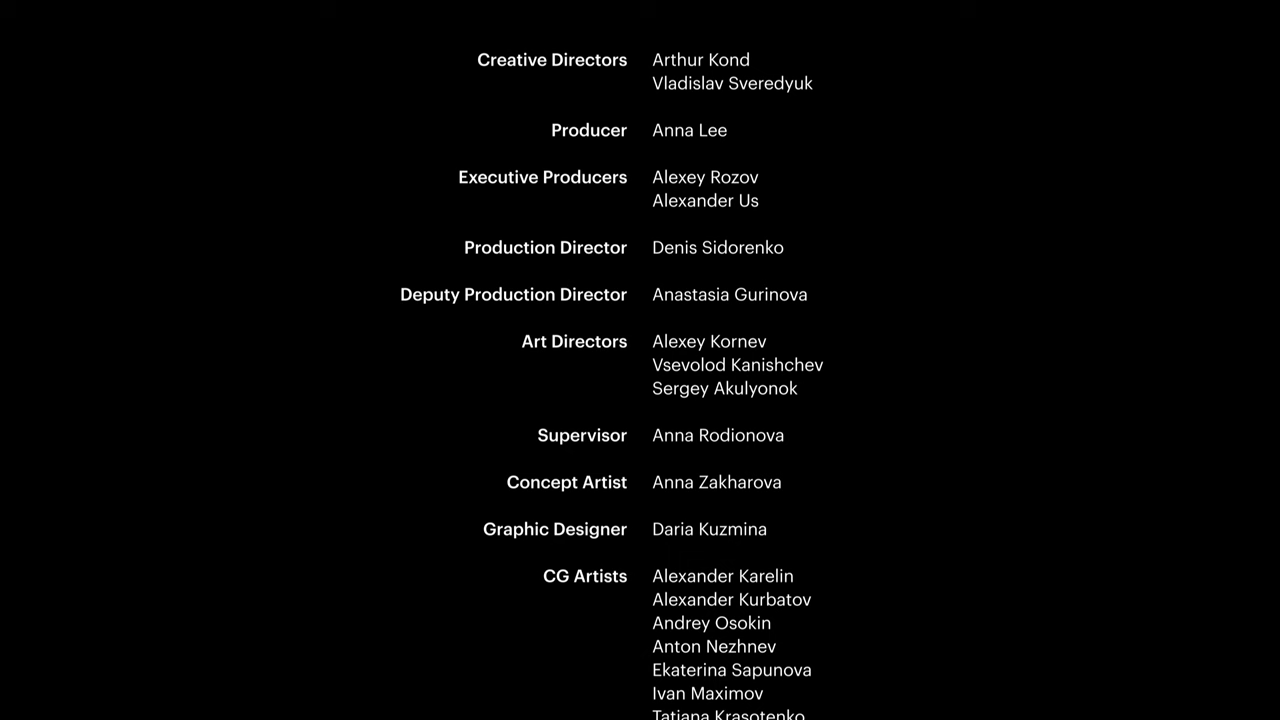 Creative Directors Arthur Kond
Vladislav Sveredyuk
Producer Anna Lee
Executive Producers Alexey Rozov
Alexander Us
Production Director Denis Sidorenko
Deputy Production Director Anastasia Gurinova
Art Directors Alexey Kornev
Vsevolod Kanishchev
Sergey Akulyonok
Supervisor Anna Rodionova
Concept Artist Anna Zakharova
Graphic Designer Daria Kuzmina
CG Artists Alexander Karelin
Alexander Kurbatov
Andrey Osokin
Anton Nezhnev
Ekaterina Sapunova
Ivan Maximov
Tatiana Krasotenko